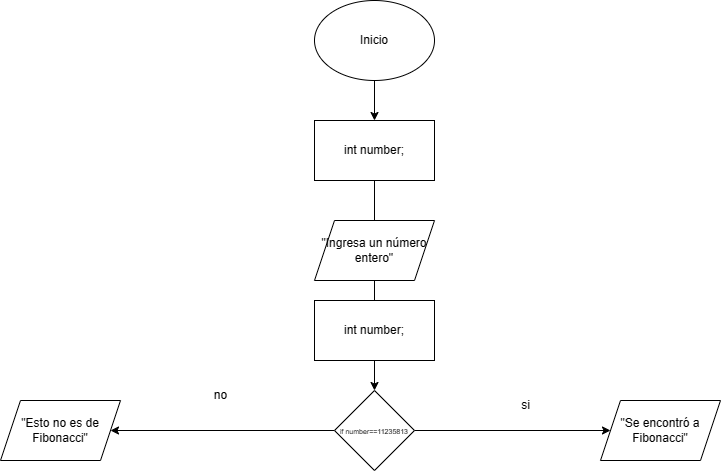 Inicio
int number;
"Ingresa un número
entero"
int number;
no
si
"Esto no es de
Fibonacci"
if number==11235813
"Se encontró a
Fibonacci"